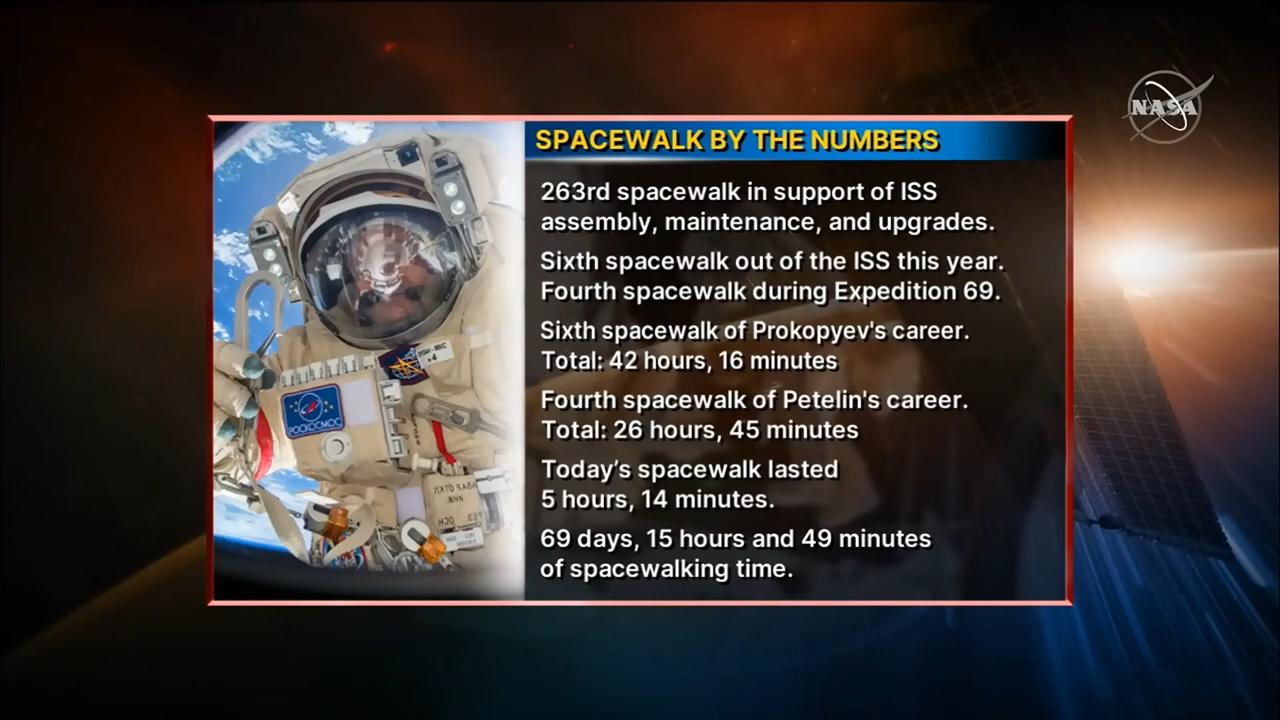 NASA
SPACEWALK BY THE NUMBERS
263rd spacewalk in support of ISS
assembly, maintenance, and upgrades.
Sixth spacewalk out of the ISS this year.
Fourth spacewalk during Expedition 69.
Sixth spacewalk of Prokopyev's career.
Total: 42 hours, 16 minutes
Fourth spacewalk of Petelin's career.
Total: 26 hours, 45 minutes
Today's spacewalk lasted
5 hours, 14 minutes.
69 days, 15 hours and 49 minutes
of spacewalking time.
РОСКОСМОС